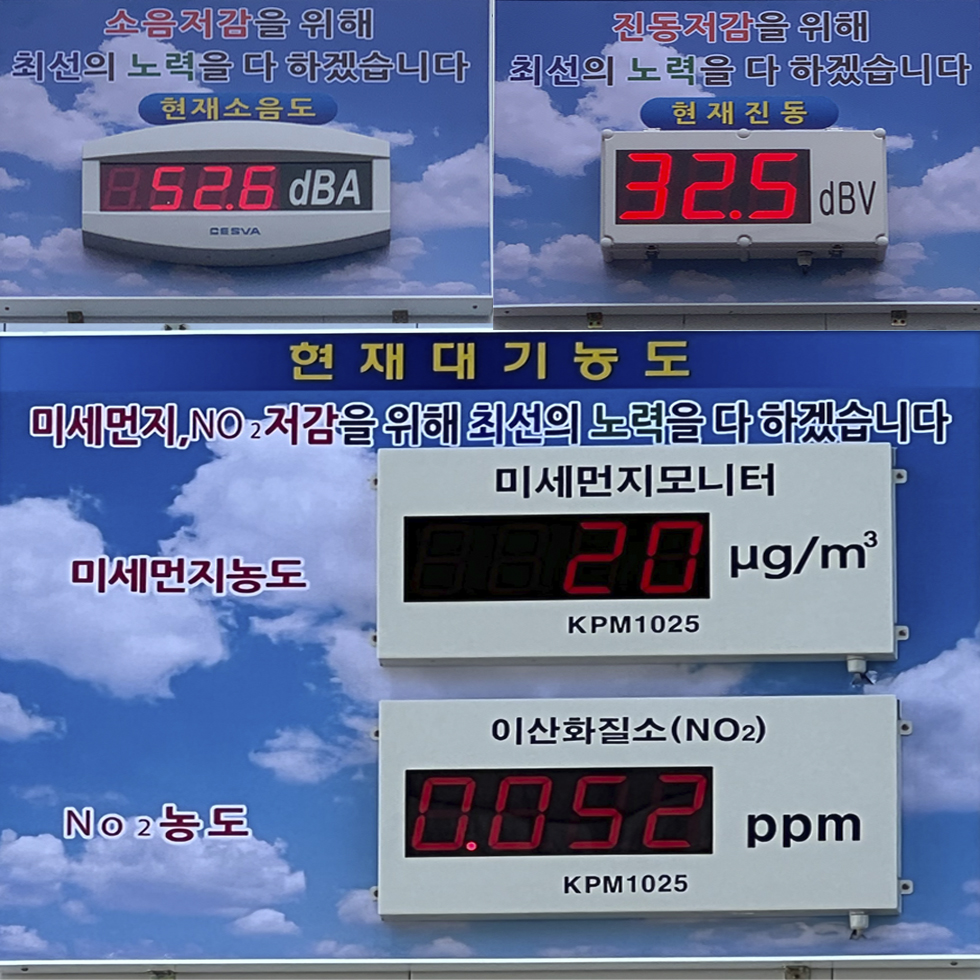 소음저감을 위해
최선의 노력을 다 하겠습니다
현재소음도
52.6 dBA
CESVA
진동저감을 위해
최선의 노력을 다 하겠습니다
현재진동
32.5 dBV
현재대기농도
미세먼지,NO2저감을 위해 최선의 노력을 다 하겠습니다
미세먼지모니터
미세먼지농도
20 µg/m³
KPM1025
이산화질소(NO2)
No2농도
0.052 ppm
KPM1025